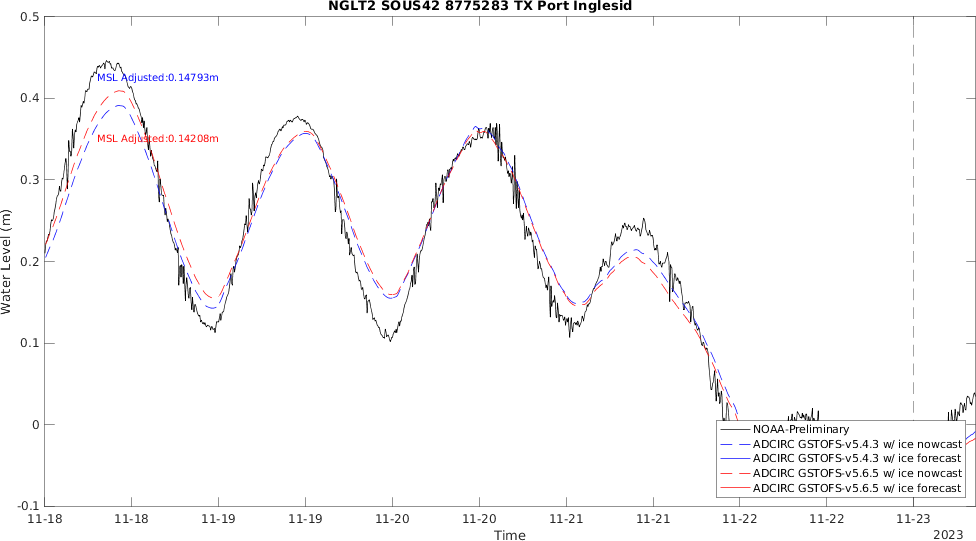 NGLT2 SOUS42 8775283 TX Port Inglesid
Water Level (m)
0.5
0.4
0.3
0.2
0.1
0
-0.1
MSL Adjusted:0.14793m
MSL Adjusted:0.14208m
NOAA-Preliminary
ADCIRC GSTOFS-v5.4.3 w/ ice nowcast
ADCIRC GSTOFS-v5.4.3 w/ ice forecast
ADCIRC GSTOFS-v5.6.5 w/ ice nowcast
ADCIRC GSTOFS-v5.6.5 w/ ice forecast
11-18 11-18 11-19 11-19 11-20 11-20 11-21 11-21 11-22 11-22 11-23
Time
2023